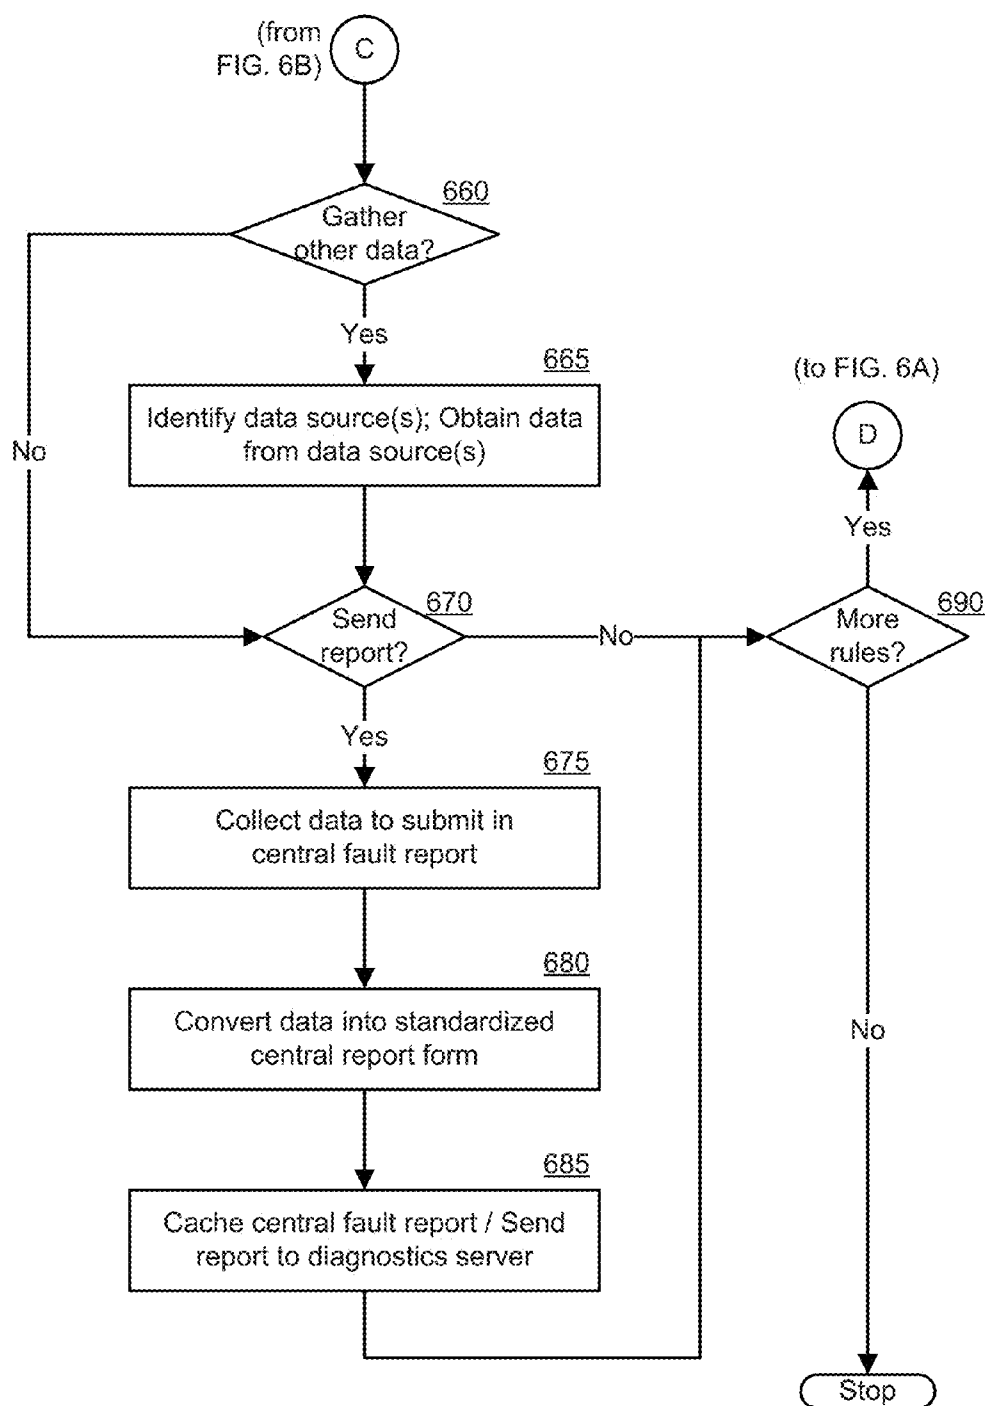 (from
FIG. 6B)
C
660
Gather
other data?
Yes
No
665
Identify data source(s); Obtain data
from data source(s)
(to FIG. 6A)
D
Yes
670
Send
report?
No
690
More
rules?
Yes
675
Collect data to submit in
central fault report
680
Convert data into standardized
central report form
No
685
Cache central fault report / Send
report to diagnostics server
Stop